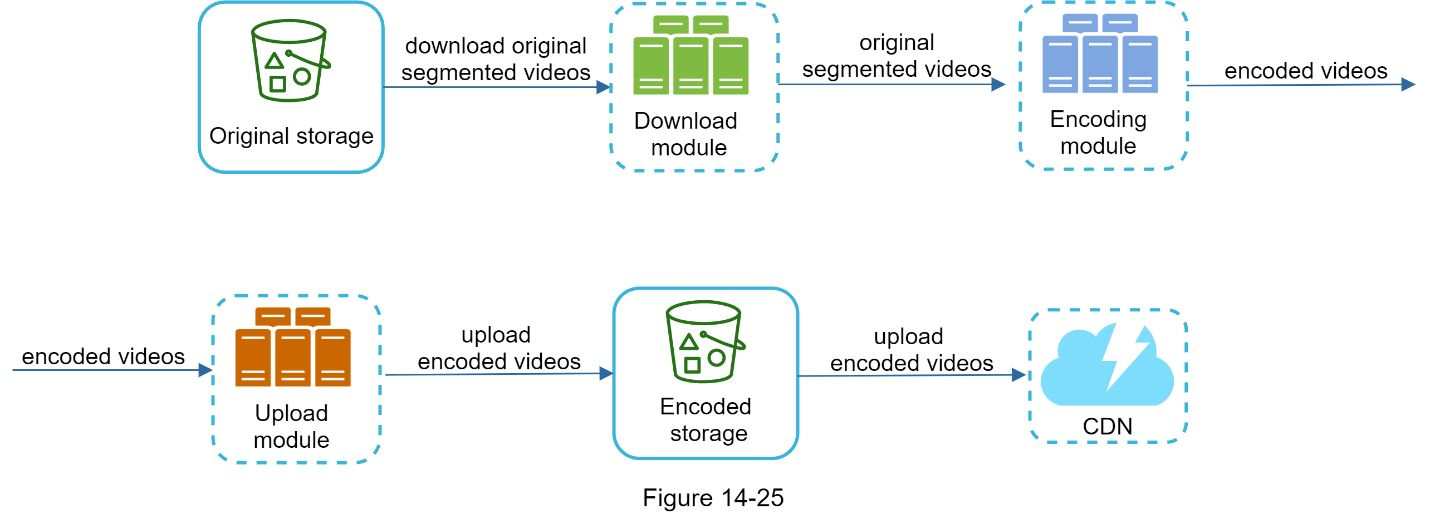 download original
segmented videos
original
segmented videos
encoded videos
Original storage
Download
module
Encoding
module
encoded videos
upload
encoded videos
upload
encoded videos
Upload
module
Encoded
storage
CDN
Figure 14-25